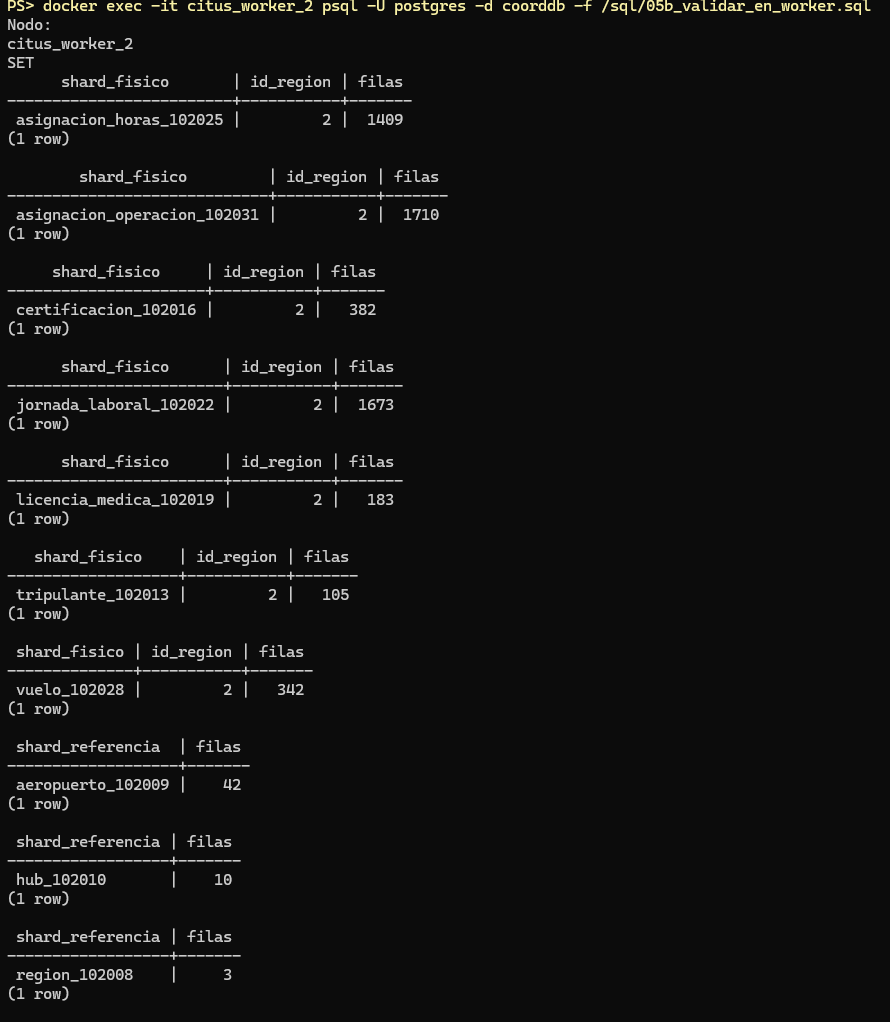 PS> docker exec -it citus_worker_2 psql -U postgres -d coorddb -f /sql/05b_validar_en_worker.sql
Nodo:
citus_worker_2
SET
      shard_fisico       | id_region | filas
-------------------------+-----------+-------
 asignacion_horas_102025 |         2 |  1409
(1 row)

        shard_fisico         | id_region | filas
-----------------------------+-----------+-------
 asignacion_operacion_102031 |         2 |  1710
(1 row)

     shard_fisico     | id_region | filas
----------------------+-----------+-------
 certificacion_102016 |         2 |   382
(1 row)

      shard_fisico      | id_region | filas
------------------------+-----------+-------
 jornada_laboral_102022 |         2 |  1673
(1 row)

      shard_fisico      | id_region | filas
------------------------+-----------+-------
 licencia_medica_102019 |         2 |   183
(1 row)

   shard_fisico    | id_region | filas
-------------------+-----------+-------
 tripulante_102013 |         2 |   105
(1 row)

 shard_fisico | id_region | filas
--------------+-----------+-------
 vuelo_102028 |         2 |   342
(1 row)

 shard_referencia  | filas
-------------------+-------
 aeropuerto_102009 |    42
(1 row)

 shard_referencia | filas
------------------+-------
 hub_102010       |    10
(1 row)

 shard_referencia | filas
------------------+-------
 region_102008    |     3
(1 row)